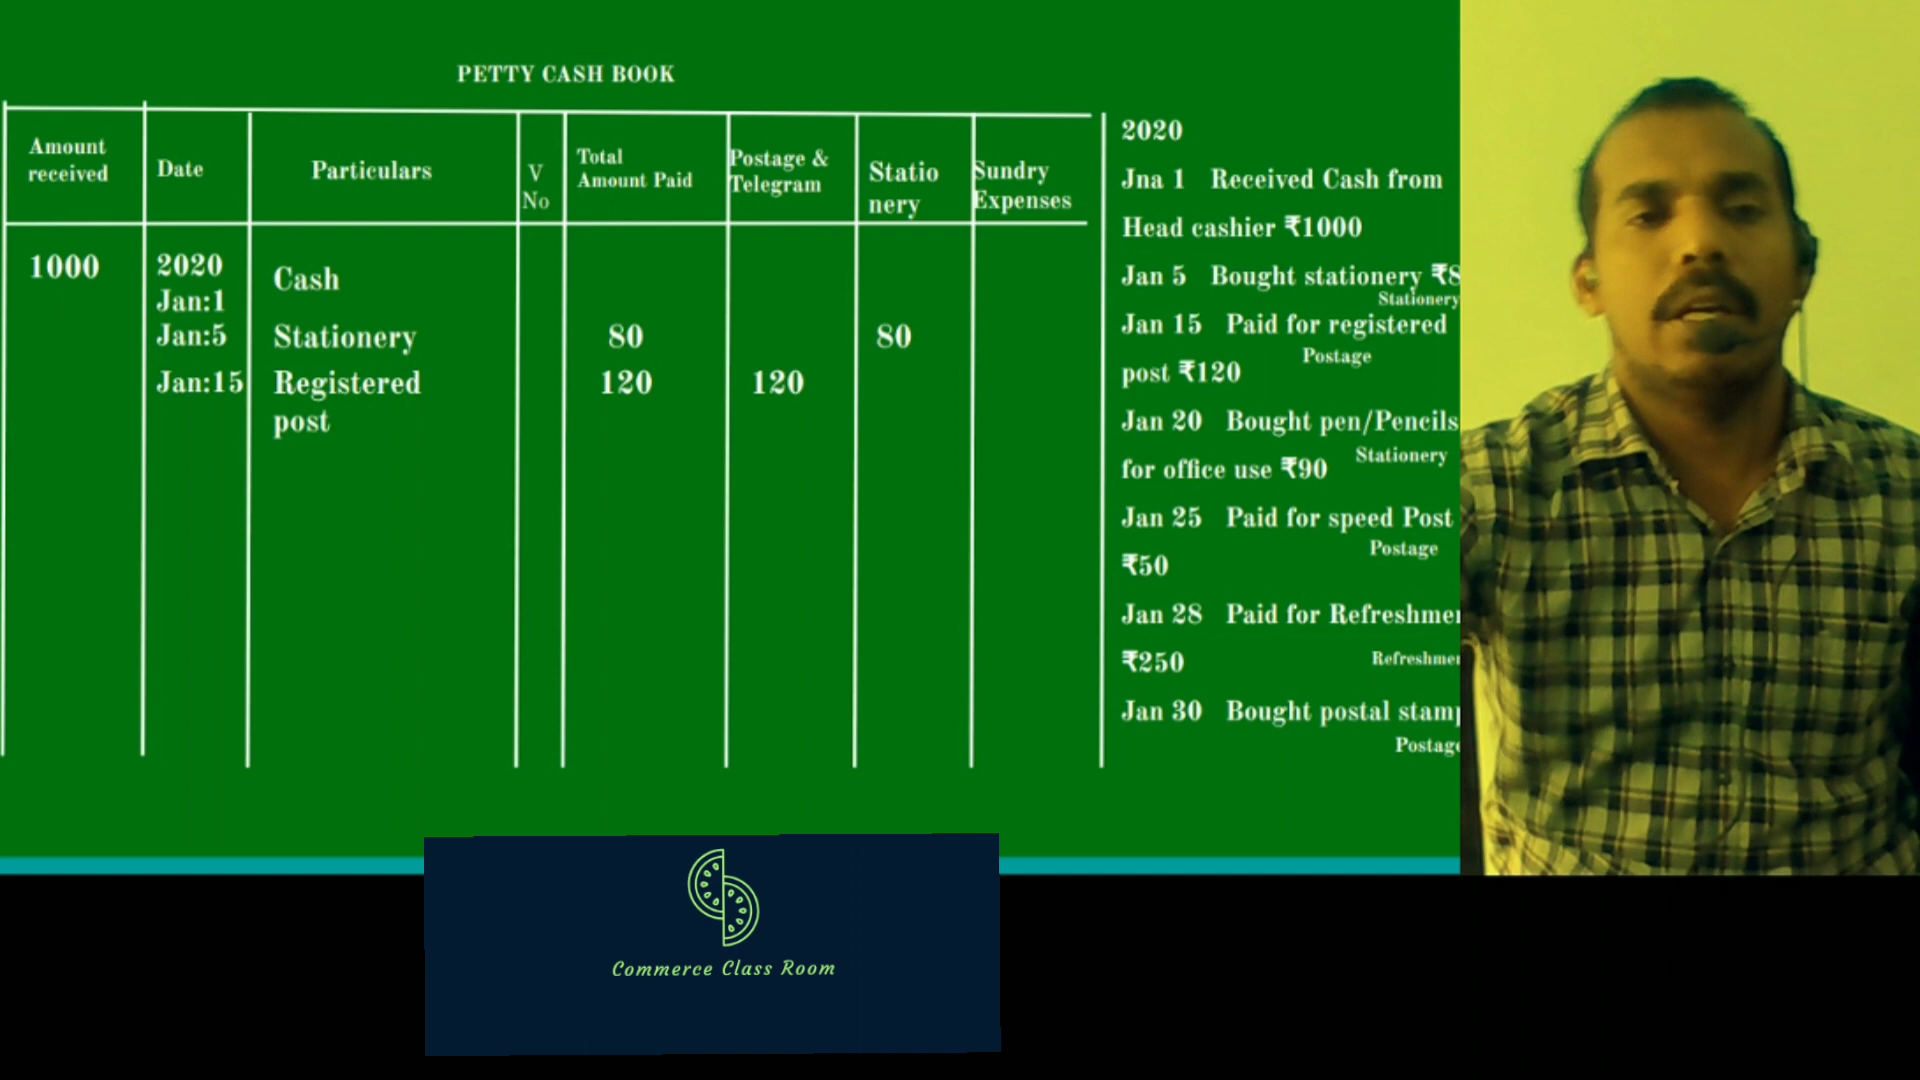 PETTY CASH BOOK
Amount
received
Date
Particulars
V
No
Total
Amount Paid
Postage &
Telegram
Statio
nery
Sundry
Expenses
1000
2020
Jan:1
Cash
Jan:5
Stationery
80
80
Jan:15
Registered
post
120
120
2020
Jna 1 Received Cash from
Head cashier ₹1000
Jan 5 Bought stationery ₹8
Stationery
Jan 15 Paid for registered
Postage
post ₹120
Jan 20 Bought pen/Pencils
Stationery
for office use ₹90
Jan 25 Paid for speed Post
Postage
₹50
Jan 28 Paid for
₹250
Jan 30 Bought postal
Commerce Class Room